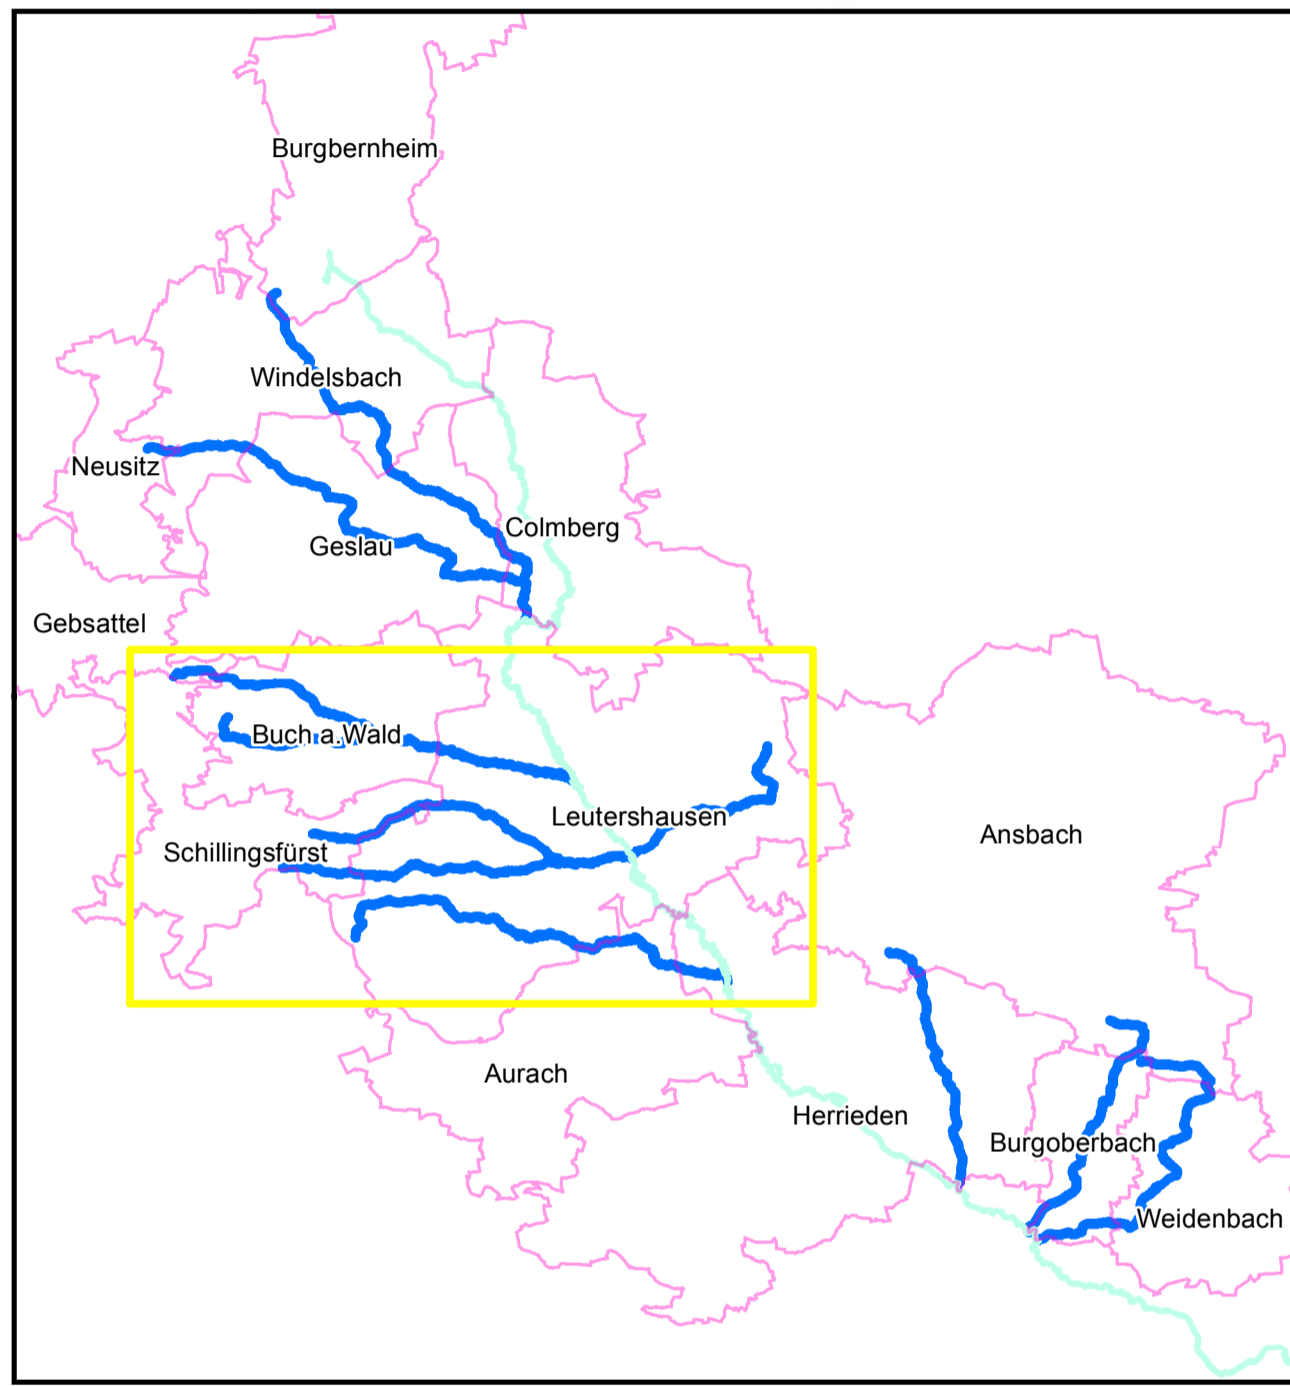 Burgbernheim
Windelsbach
Neusitz
Colmberg
Geslau
Gebsattel
Buch a.Wald
Leutershausen
Ansbach
Schillingsfürst
Aurach
Herrieden
Burgoberbach
Weidenbach